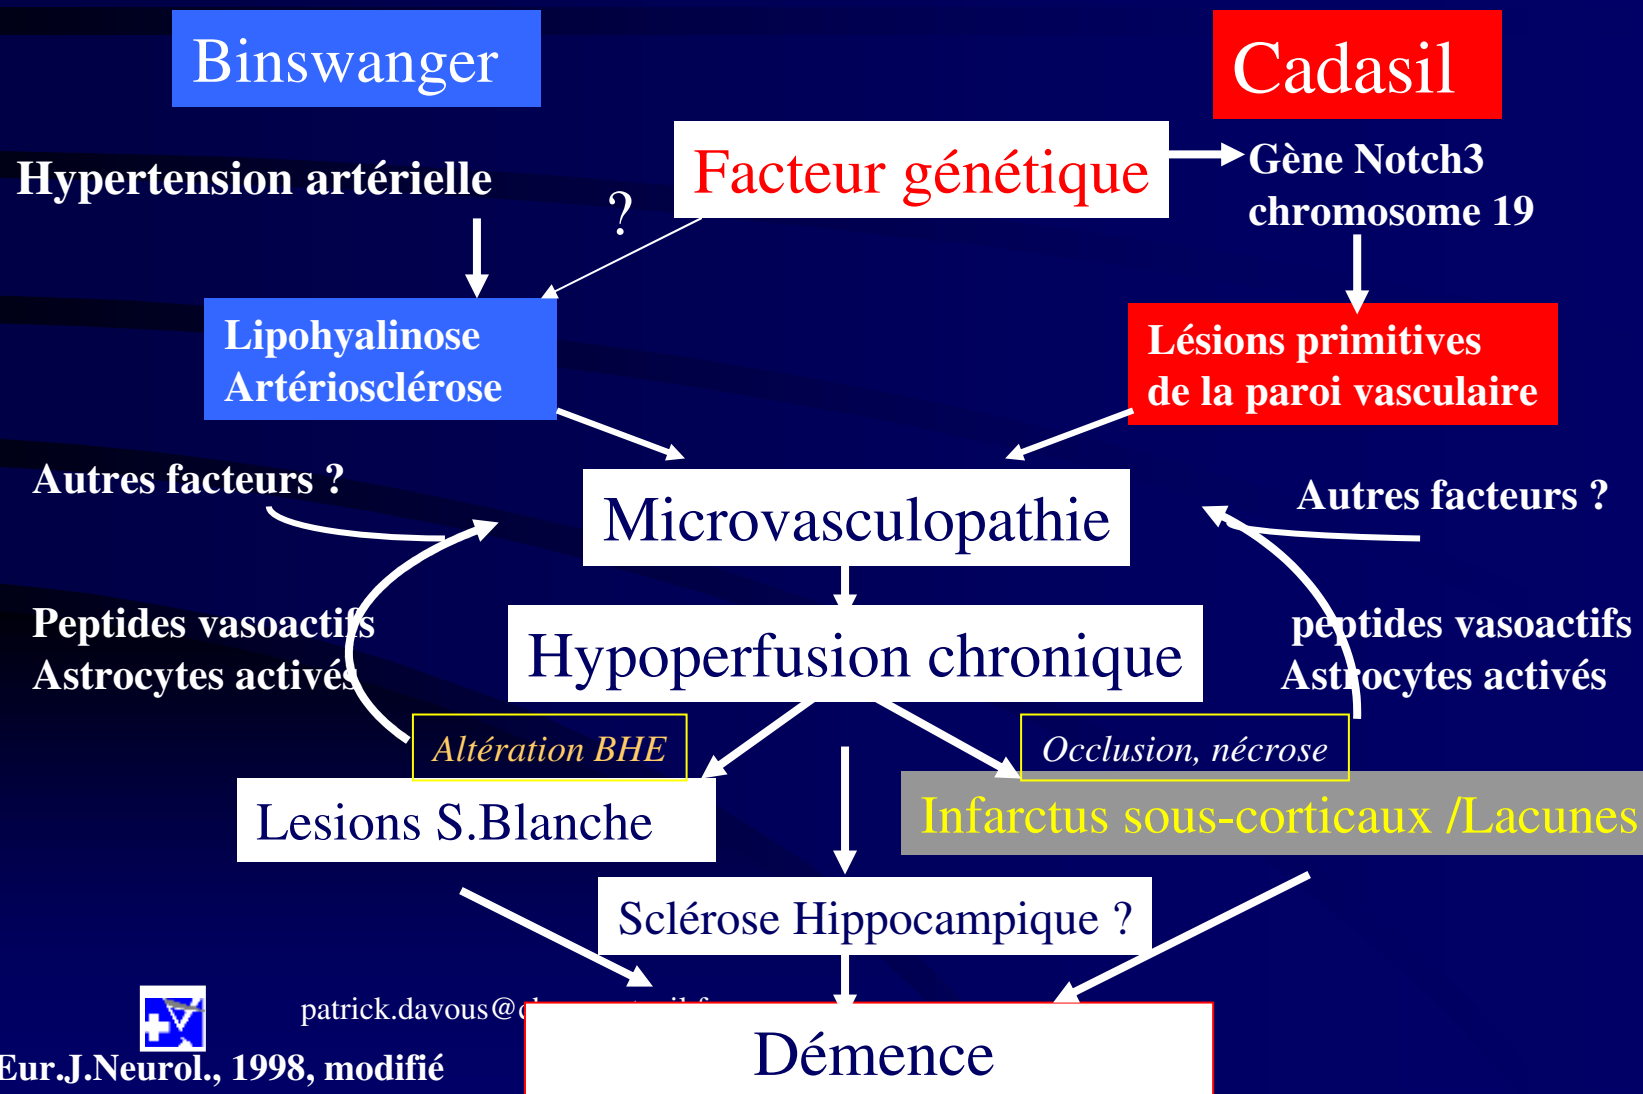 Binswanger
Cadasil
Facteur génétique
Gène Notch3
chromosome 19
Hypertension artérielle
?
Lipohyalinose
Artériosclérose
Lésions primitives
de la paroi vasculaire
Autres facteurs ?
Microvasculopathie
Autres facteurs ?
Peptides vasoactifs
Astrocytes activés
Hypoperfusion chronique
peptides vasoactifs
Astrocytes activés
Altération BHE
Occlusion, nécrose
Lesions S.Blanche
Infarctus sous-corticaux /Lacunes
Sclérose Hippocampique ?
patrick.davous@
Démence
Eur.J.Neurol., 1998, modifié